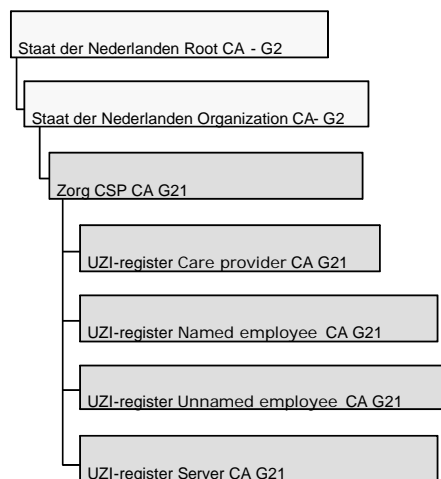 Staat der Nederlanden Root CA - G2
Staat der Nederlanden Organization CA- G2
Zorg CSP CA G21
UZI-register Care provider CA G21
UZI-register Named employee CA G21
UZI-register Unnamed employee CA G21
UZI-register Server CA G21